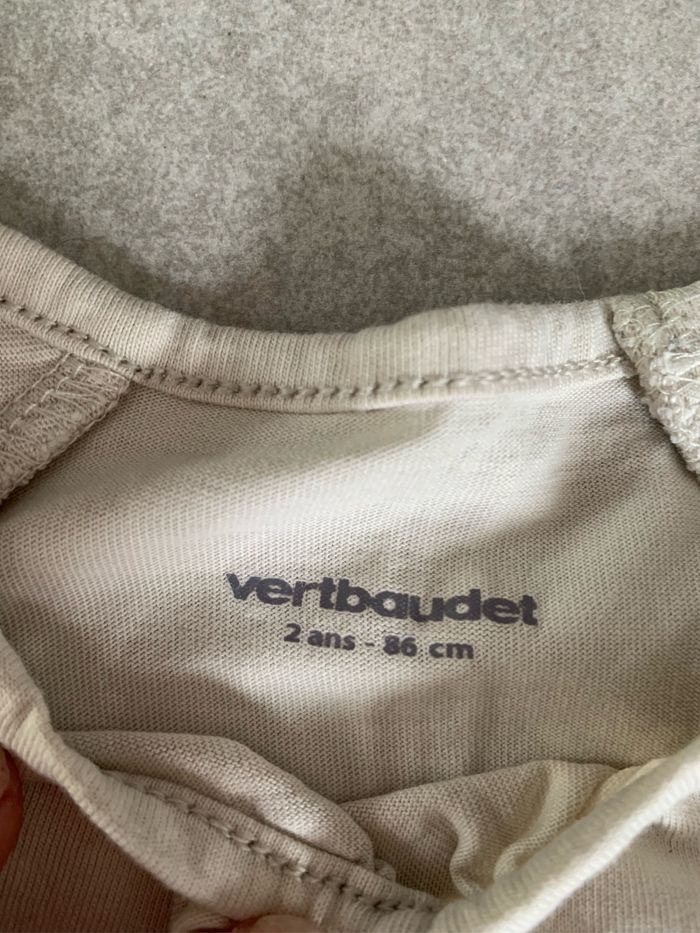 vertbaudet
2 ans - 86 cm